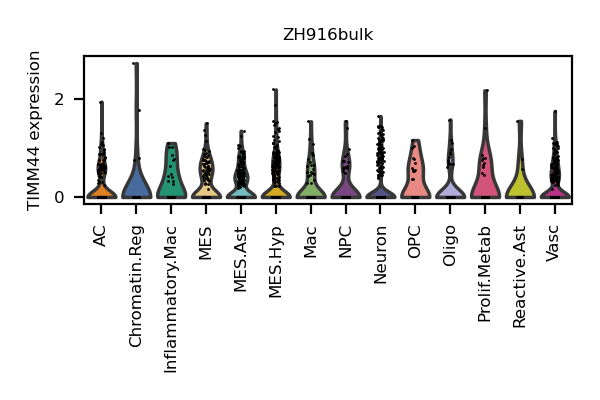 ZH916bulk
TIMM44 expression
2
0
AC
Chromatin.Reg
Inflammatory.Mac
MES
MES.Ast
MES.Hyp
Mac
NPC
Neuron
OPC
Oligo
Prolif.Metab
Reactive.Ast
Vasc